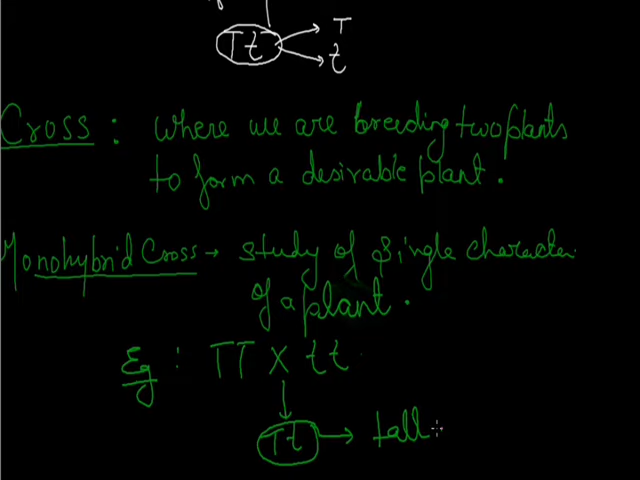 T
Tt
t
Cross : Where we are breeding two plants
to form a desirable plant.
Monohybrid Cross → study of single character
of a plant.
Eg : TT X tt
Tt → tall